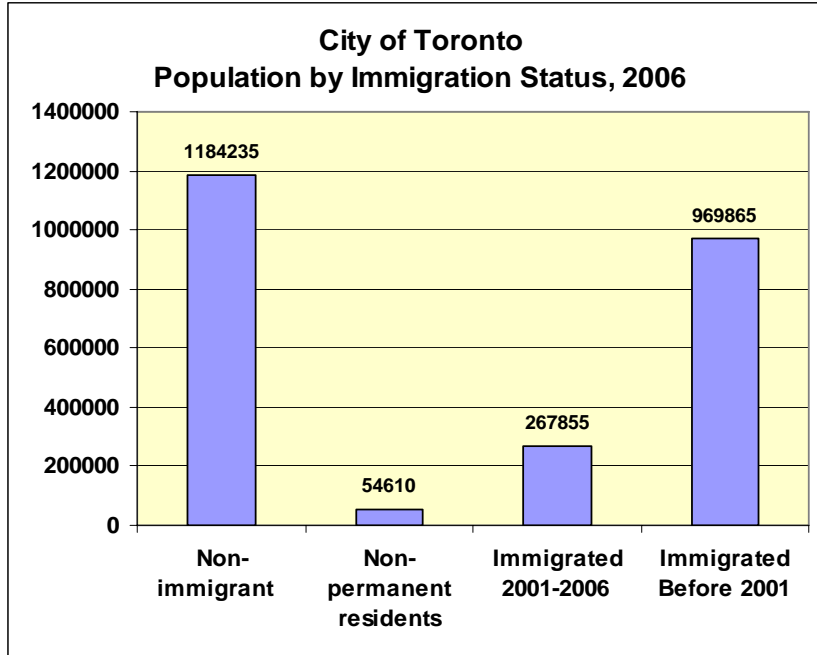 City of Toronto
Population by Immigration Status, 2006
1400000
1200000
1000000
800000
600000
400000
200000
0
1184235
54610
267855
969865
Non-
immigrant
Non-
permanent
residents
Immigrated
2001-2006
Immigrated
Before 2001